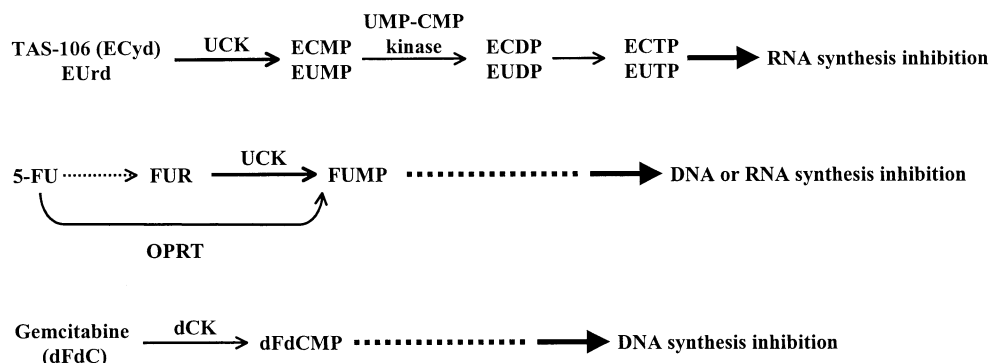 UMP-CMP
TAS-106 (ECyd) UCK ECMP kinase ECDP ECTP RNA synthesis inhibition
EUrd EUMP EUDP EUTP
UCK
5-FU FUR FUMP DNA or RNA synthesis inhibition
OPRT
dCK
Gemcitabine dFdCMP DNA synthesis inhibition
(dFdC)